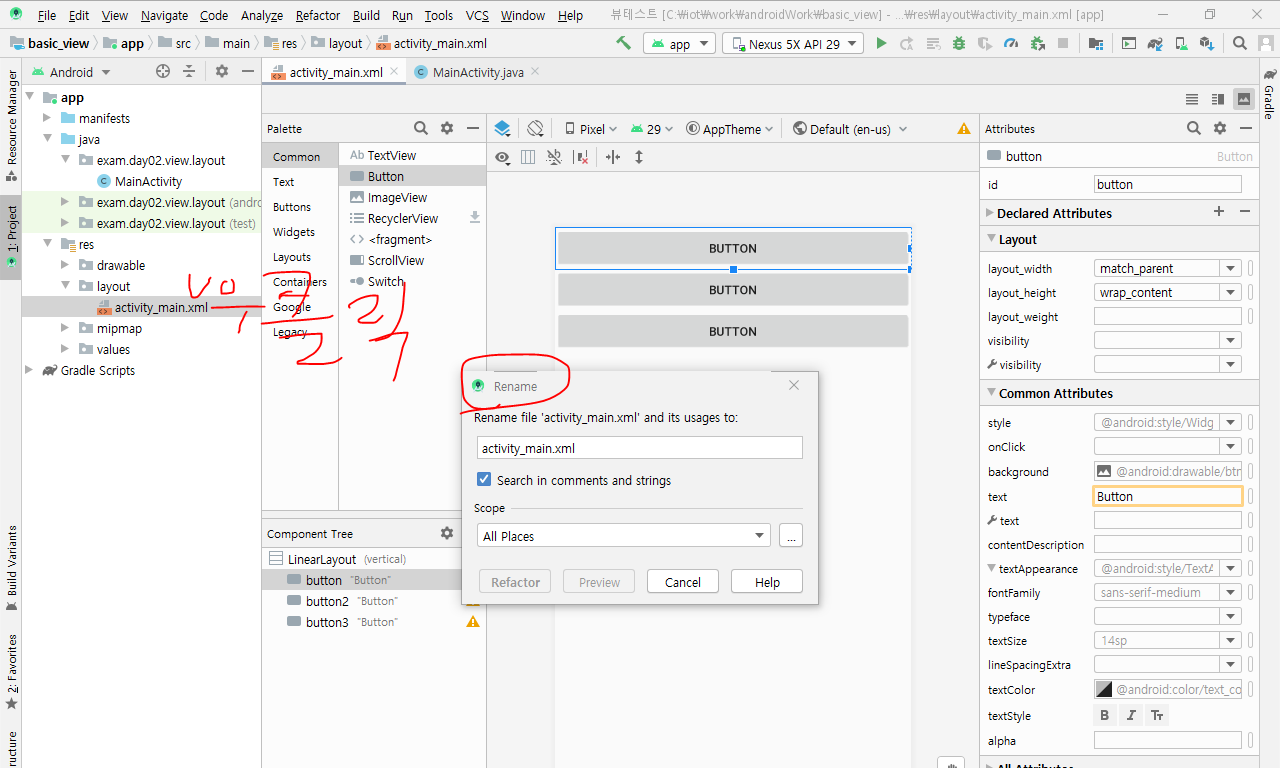 File Edit View Navigate Code Analyze Refactor Build Run Tools VCS Window Help 뷰테스트 [C:₩iot₩work₩androidWork₩basic_view] - ...₩res₩layout₩activity_main.xml [app]
basic_view app src main res layout activity_main.xml app Nexus 5X API 29
Android
activity_main.xml
MainActivity.java
Resource Manager
1: Project
Build Variants
2: Favorites
ructure
Gradle
app
manifests
java
exam.day02.view.layout
MainActivity
exam.day02.view.layout (andro
exam.day02.view.layout (test)
res
drawable
layout
activity_main.xml
mipmap
values
Gradle Scripts
Palette
Common
Text
Buttons
Widgets
Layouts
Containers
Google
Legacy
Ab TextView
Button
ImageView
RecyclerView
<fragment>
ScrollView
Switch
Component Tree
LinearLayout (vertical)
button "Button"
button2 "Button"
button3 "Button"
Pixel 29 AppTheme Default (en-us)
BUTTON
BUTTON
BUTTON
Rename
Rename file 'activity_main.xml' and its usages to:
activity_main.xml
Search in comments and strings
Scope
All Places
...
Refactor Preview Cancel Help
Attributes
button Button
id button
Declared Attributes
Layout
layout_width match_parent
layout_height wrap_content
layout_weight
visibility
visibility
Common Attributes
style @android:style/Widg
onClick
background @android:drawable/btn
text Button
text
contentDescription
textAppearance @android:style/TextA
fontFamily sans-serif-medium
typeface
textSize 14sp
lineSpacingExtra
textColor @android:color/text_co
textStyle B I Tт
alpha
All Attributes